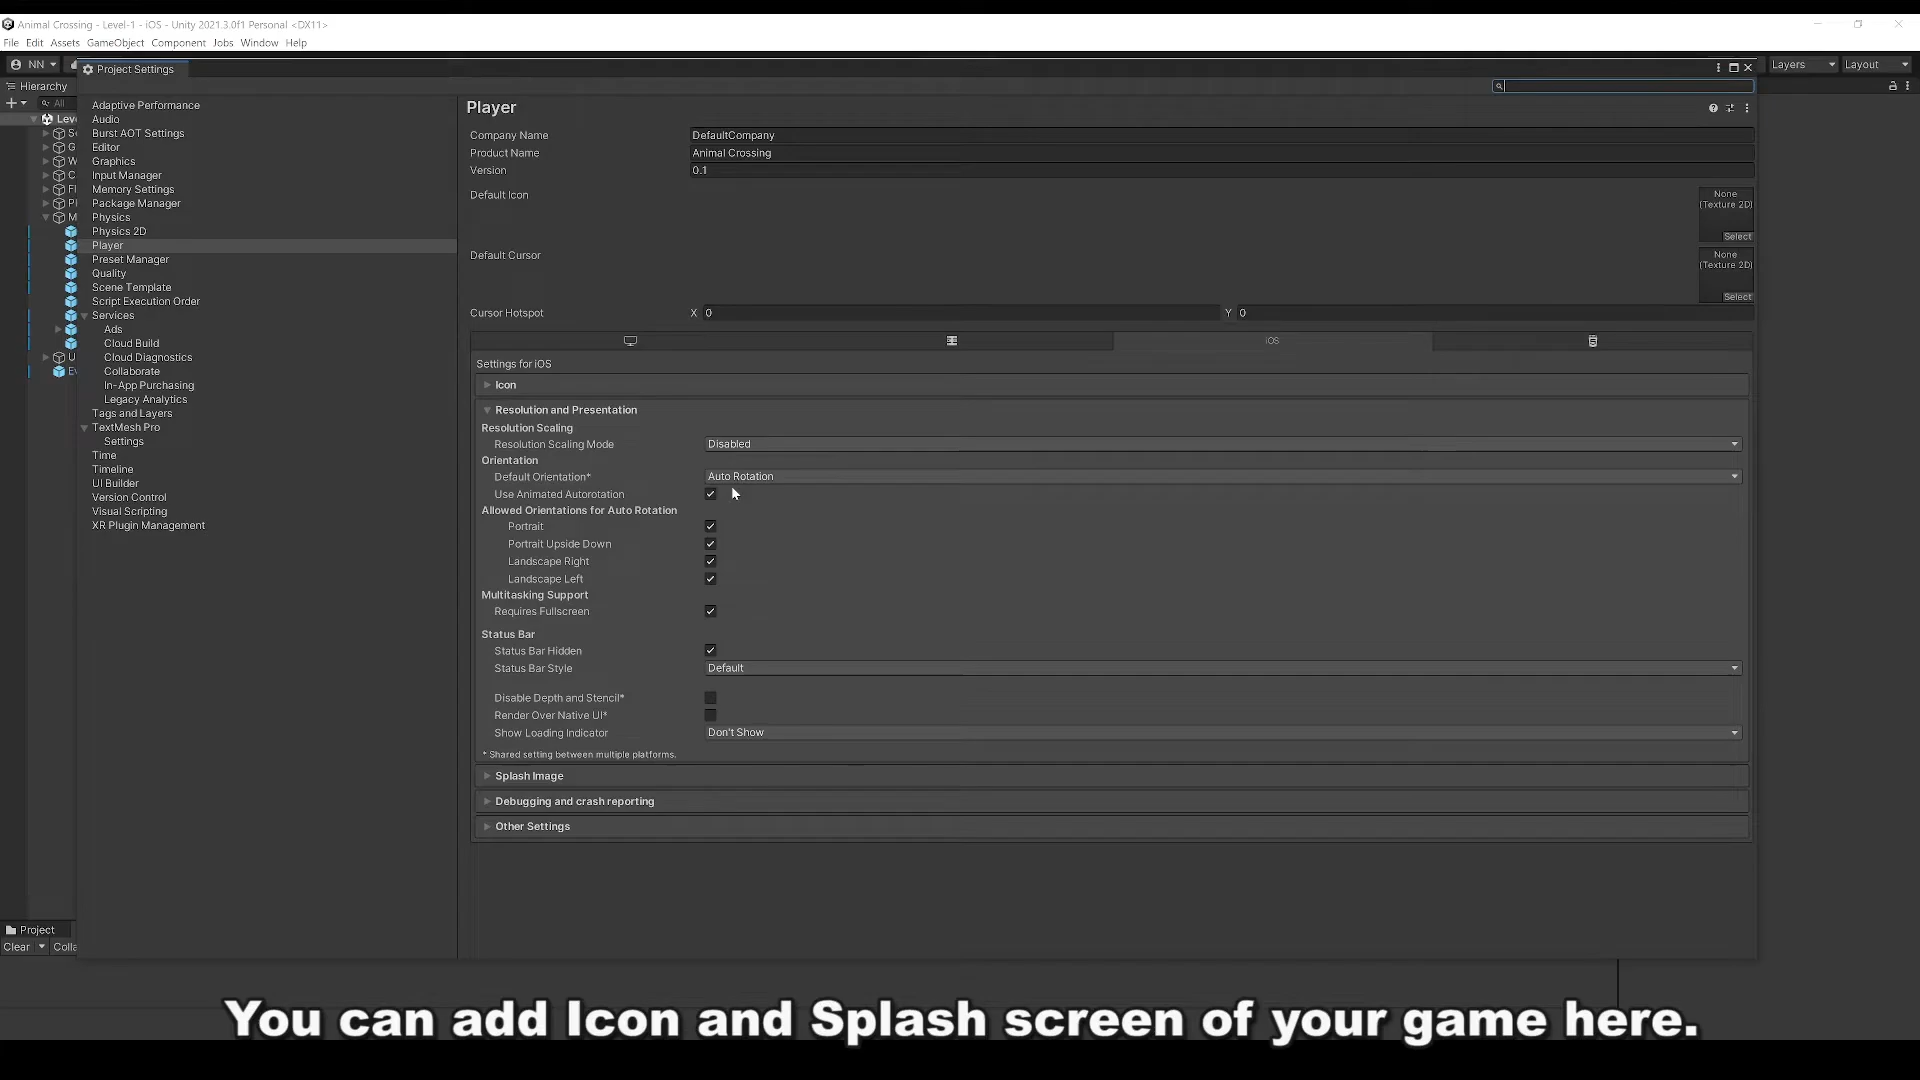 Animal Crossing - Level-1 - iOS - Unity 2021.3.0f1 Personal <DX11>
File Edit Assets GameObject Component Jobs Window Help
NN
Layers
Layout
Project Settings
Hierarchy
All
Adaptive Performance
Audio
Burst AOT Settings
Editor
Graphics
Input Manager
Memory Settings
Package Manager
Physics
Physics 2D
Player
Preset Manager
Quality
Scene Template
Script Execution Order
Services
Ads
Cloud Build
Cloud Diagnostics
Collaborate
In-App Purchasing
Legacy Analytics
Tags and Layers
TextMesh Pro
Settings
Time
Timeline
UI Builder
Version Control
Visual Scripting
XR Plugin Management
Player
Company Name DefaultCompany
Product Name Animal Crossing
Version 0.1
Default Icon
None
(Texture 2D)
Select
Default Cursor
None
(Texture 2D)
Select
Cursor Hotspot X 0 Y 0
iOS
Settings for iOS
Icon
Resolution and Presentation
Resolution Scaling
Resolution Scaling Mode Disabled
Orientation
Default Orientation* Auto Rotation
Use Animated Autorotation
Allowed Orientations for Auto Rotation
Portrait
Portrait Upside Down
Landscape Right
Landscape Left
Multitasking Support
Requires Fullscreen
Status Bar
Status Bar Hidden
Status Bar Style Default
Disable Depth and Stencil*
Render Over Native UI*
Show Loading Indicator Don't Show
* Shared setting between multiple platforms.
Splash Image
Debugging and crash reporting
Other Settings
Project
Clear Colla
You can add Icon and Splash screen of your game here.